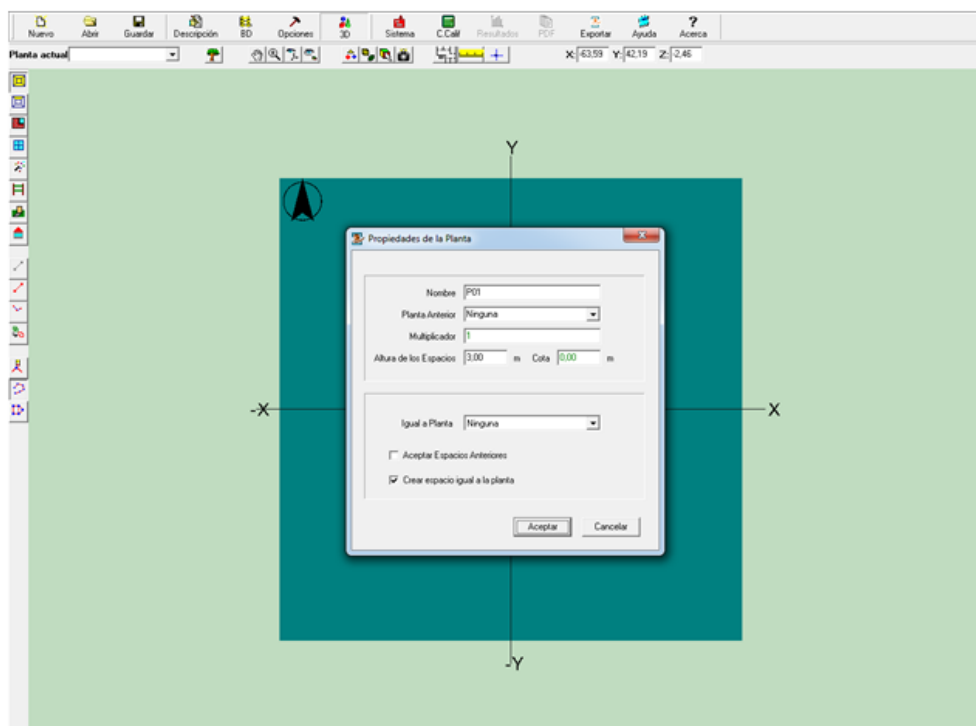 Nuevo Abrir Guardar Descripción BD Opciones 3D Sistema C.Calif Resultados PDF Exportar Ayuda Acerca
Planta actual X: -63,59 Y: 42,19 Z: -2,46
Y
Propiedades de la Planta
Nombre P01
Planta Anterior Ninguna
Multiplicador 1
Altura de los Espacios 3,00 m Cota 0,00 m
-X X
Igual a Planta Ninguna
Aceptar Espacios Anteriores
Crear espacio igual a la planta
Aceptar Cancelar
-Y